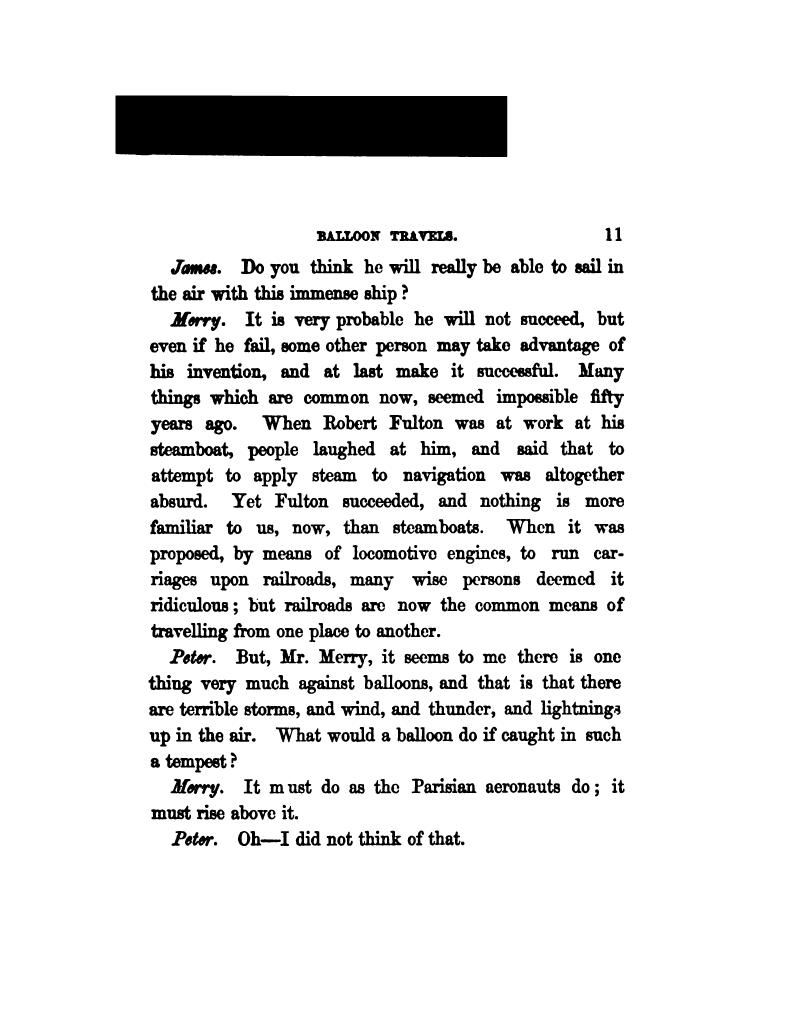 BALLOON TRAVELS. 11
James. Do you think he will really be able to sail in
the air with this immense ship?
Merry. It is very probable he will not succeed, but
even if he fail, some other person may take advantage of
his invention, and at last make it successful. Many
things which are common now, seemed impossible fifty
years ago. When Robert Fulton was at work at his
steamboat, people laughed at him, and said that to
attempt to apply steam to navigation was altogether
absurd. Yet Fulton succeeded, and nothing is more
familiar to us, now, than steamboats. When it was
proposed, by means of locomotive engines, to run car-
riages upon railroads, many wise persons deemed it
ridiculous; but railroads are now the common means of
travelling from one place to another.
Peter. But, Mr. Merry, it seems to me there is one
thing very much against balloons, and that is that there
are terrible storms, and wind, and thunder, and lightnings
up in the air. What would a balloon do if caught in such
a tempest?
Merry. It must do as the Parisian aeronauts do; it
must rise above it.
Peter. Oh—I did not think of that.